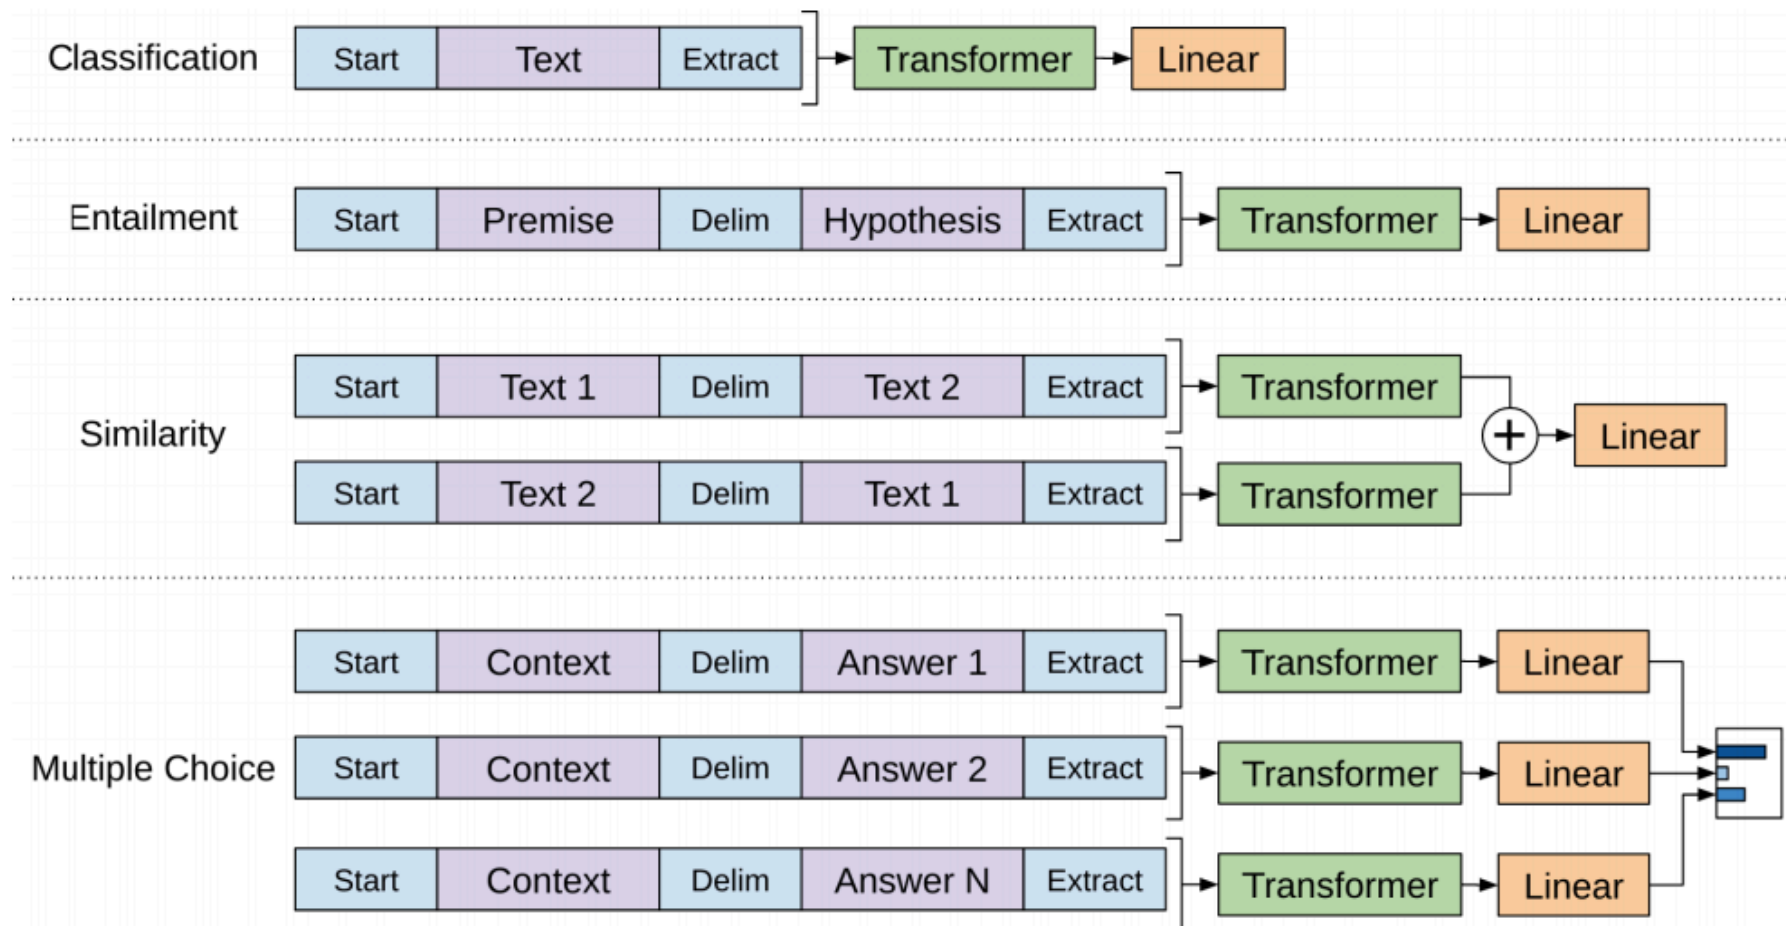 Classification Start Text Extract Transformer Linear
Entailment Start Premise Delim Hypothesis Extract Transformer Linear
Start Text 1 Delim Text 2 Extract Transformer
Similarity + Linear
Start Text 2 Delim Text 1 Extract Transformer
Start Context Delim Answer 1 Extract Transformer Linear
Multiple Choice Start Context Delim Answer 2 Extract Transformer Linear
Start Context Delim Answer N Extract Transformer Linear